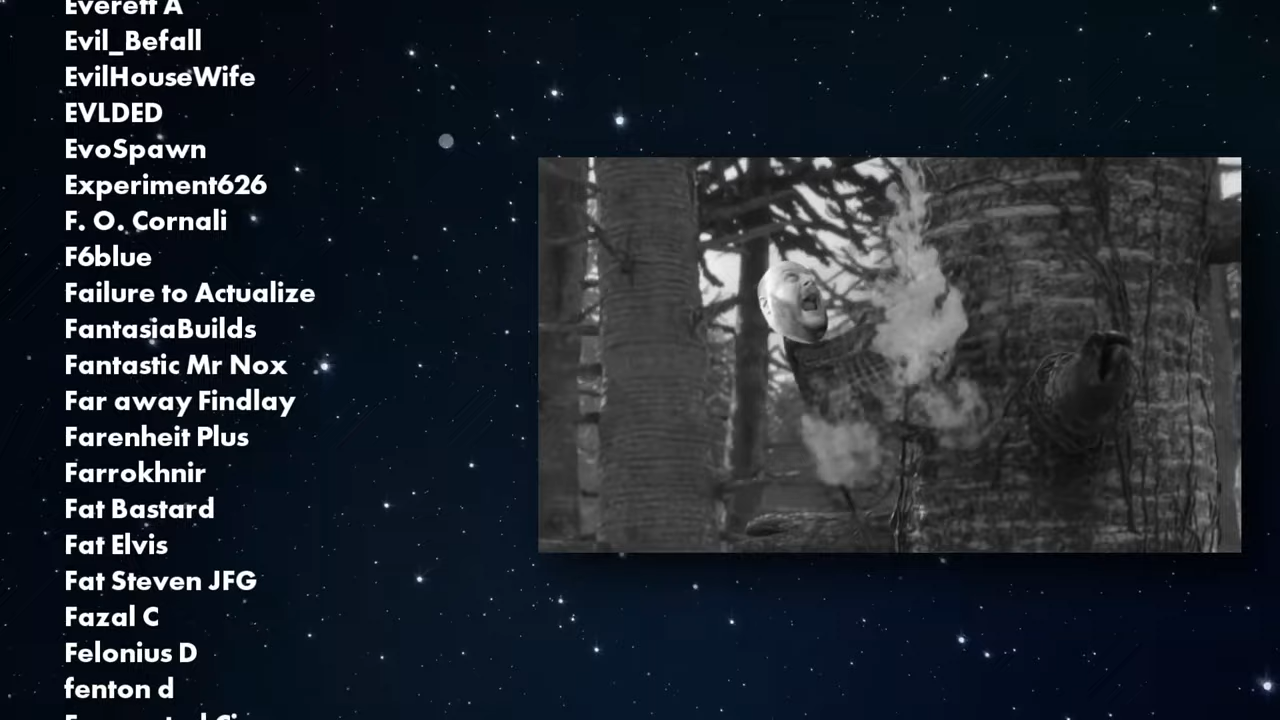 Everett A
Evil_Befall
EvilHouseWife
EVLDED
EvoSpawn
Experiment626
F. O. Cornali
F6blue
Failure to Actualize
FantasiaBuilds
Fantastic Mr Nox
Far away Findlay
Farenheit Plus
Farrokhnir
Fat Bastard
Fat Elvis
Fat Steven JFG
Fazal C
Felonius D
fenton d